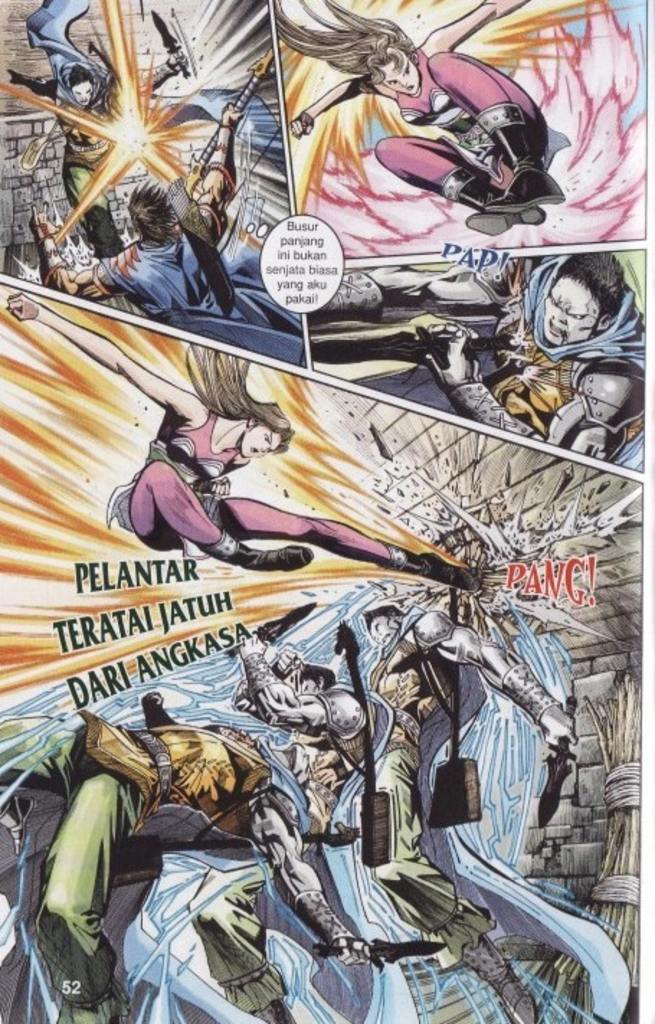 Busur
panjang
ini bukan
senjata biasa
yang aku
pakai!
PAP!
PELANTAR
TERATAI JATUH
DARI ANGKASA
PANG!
52